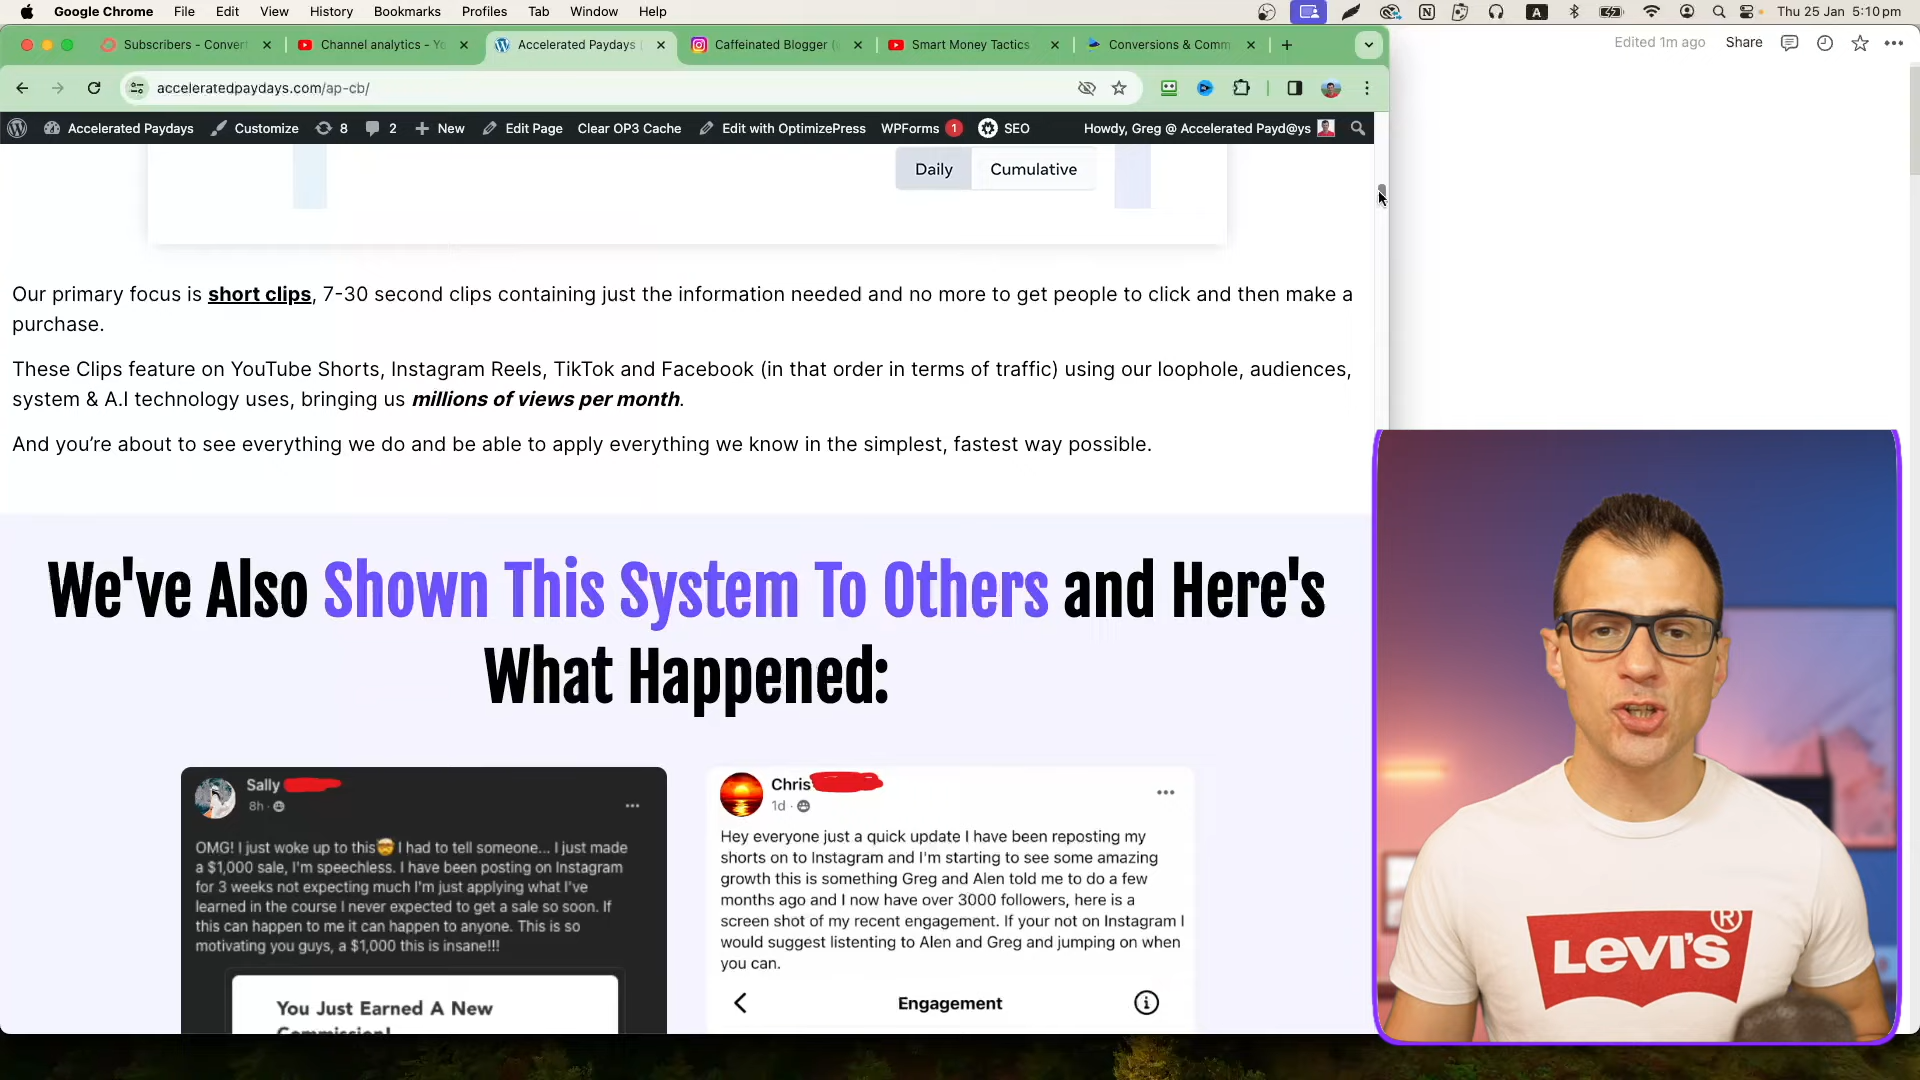 Google Chrome File Edit View History Bookmarks Profiles Tab Window Help
Thu 25 Jan 5:10 pm
Subscribers - Conver
Channel analytics - Yo
Accelerated Paydays
Caffeinated Blogger (
Smart Money Tactics
Conversions & Comm
Edited 1m ago Share
acceleratedpaydays.com/ap-cb/
Accelerated Paydays Customize 8 2 New Edit Page Clear OP3 Cache Edit with OptimizePress WPForms 1 SEO Howdy, Greg @ Accelerated Payd@ys
Daily Cumulative
Our primary focus is short clips, 7-30 second clips containing just the information needed and no more to get people to click and then make a
purchase.
These Clips feature on YouTube Shorts, Instagram Reels, TikTok and Facebook (in that order in terms of traffic) using our loophole, audiences,
system & A.I technology uses, bringing us millions of views per month.
And you're about to see everything we do and be able to apply everything we know in the simplest, fastest way possible.
We've Also Shown This System To Others and Here's
What Happened:
Sally
8h ·
OMG! I just woke up to this🤯 I had to tell someone... I just made
a $1,000 sale, I'm speechless. I have been posting on Instagram
for 3 weeks not expecting much I'm just applying what I've
learned in the course I never expected to get a sale so soon. If
this can happen to me it can happen to anyone. This is so
motivating you guys, a $1,000 this is insane!!!
You Just Earned A New
Commission!
Chris
1d ·
Hey everyone just a quick update I have been reposting my
shorts on to Instagram and I'm starting to see some amazing
growth this is something Greg and Alen told me to do a few
months ago and I now have over 3000 followers, here is a
screen shot of my recent engagement. If your not on Instagram I
would suggest listening to Alen and Greg and jumping on when
you can.
Engagement
LEVI'S®